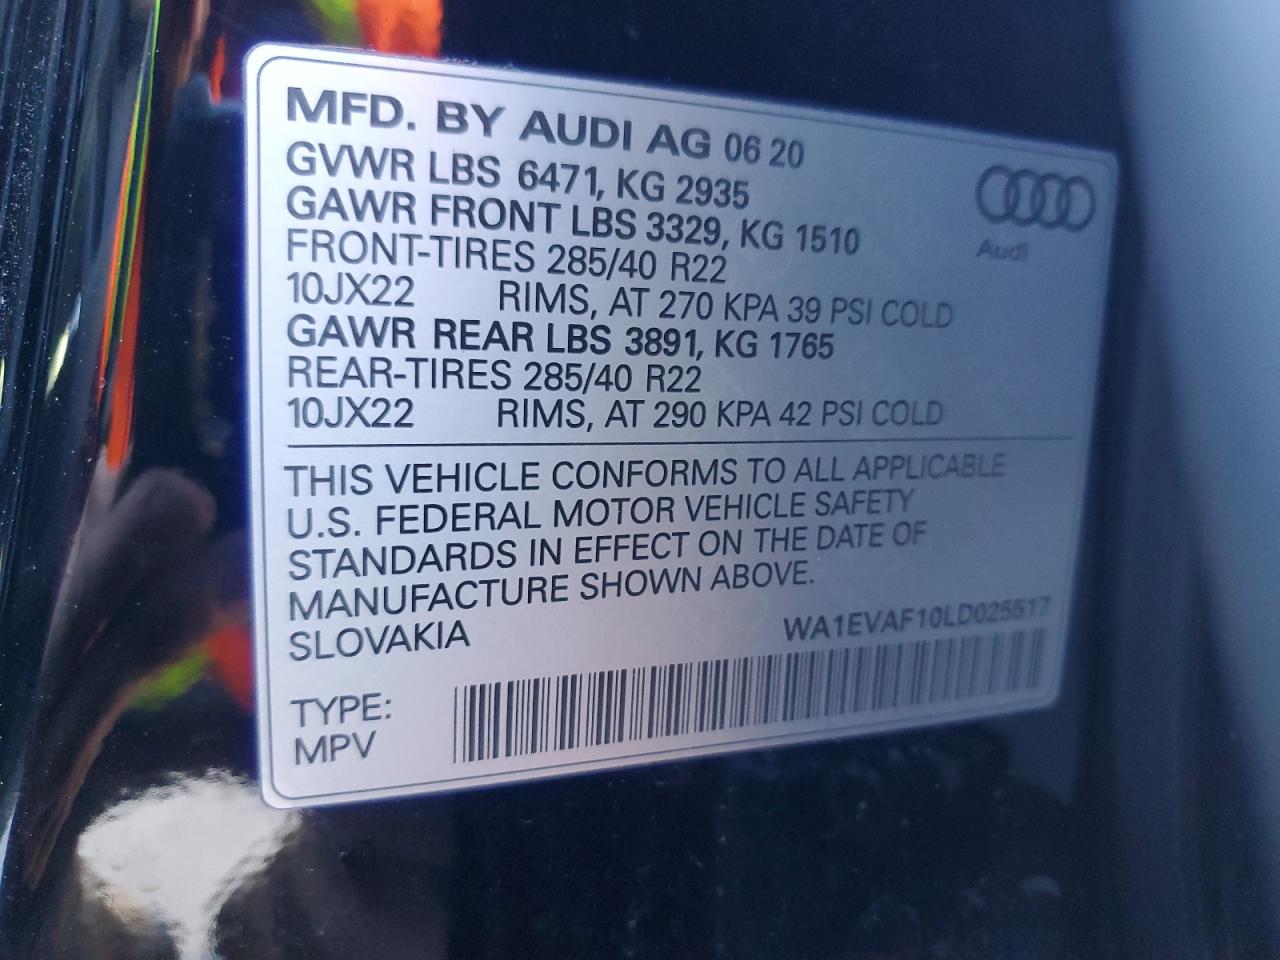 MFD. BY AUDI AG 06 20
GVWR LBS 6471, KG 2935
GAWR FRONT LBS 3329, KG 1510
FRONT-TIRES 285/40 R22
10JX22 RIMS, AT 270 KPA 39 PSI COLD
GAWR REAR LBS 3891, KG 1765
REAR-TIRES 285/40 R22
10JX22 RIMS, AT 290 KPA 42 PSI COLD
Audi
THIS VEHICLE CONFORMS TO ALL APPLICABLE
U.S. FEDERAL MOTOR VEHICLE SAFETY
STANDARDS IN EFFECT ON THE DATE OF
MANUFACTURE SHOWN ABOVE.
SLOVAKIA WA1EVAF10LD025517
TYPE:
MPV